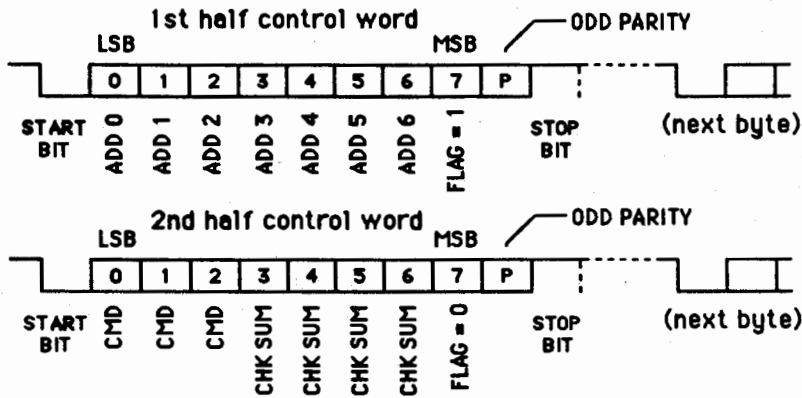 1st half control word
ODD PARITY
LSB
MSB
0 1 2 3 4 5 6 7 P
START BIT
ADD 0
ADD 1
ADD 2
ADD 3
ADD 4
ADD 5
ADD 6
FLAG = 1
STOP BIT
(next byte)
2nd half control word
ODD PARITY
LSB
MSB
0 1 2 3 4 5 6 7 P
START BIT
CMD
CMD
CMD
CHK SUM
CHK SUM
CHK SUM
CHK SUM
FLAG = 0
STOP BIT
(next byte)